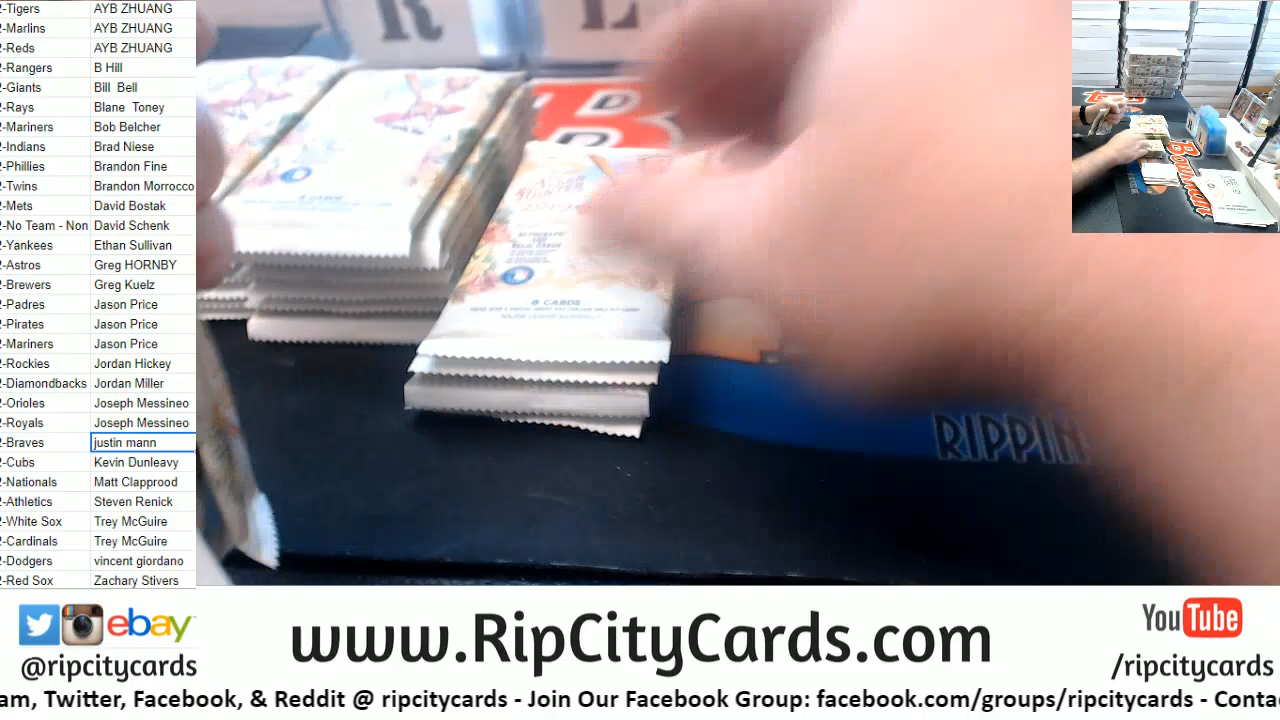 2-Tigers AYB ZHUANG
2-Marlins AYB ZHUANG
2-Reds AYB ZHUANG
2-Rangers B Hill
2-Giants Bill Bell
2-Rays Blane Toney
2-Mariners Bob Belcher
2-Indians Brad Niese
2-Phillies Brandon Fine
2-Twins Brandon Morrocco
2-Mets David Bostak
2-No Team - Non David Schenk
2-Ynkees Ethan Sullivan
2-Astros Greg HORNBY
2-Brewers Greg Kuelz
2-Padres Jason Price
2-Pirates Jason Price
2-Mariners Jason Price
2-Rockies Jordan Hickey
2-Diamondbacks Jordan Miller
2-Orioles Joseph Messineo
2-Royals Joseph Messineo
2-Braves justin mann
2-Cubs Kevin Dunleavy
2-Nationals Matt Clapprood
2-Athletics Steven Renick
2-White Sox Trey McGuire
2-Cardinals Trey McGuire
2-Dodgers vincent giordano
2-Red Sox Zachary Stivers
R L
D
8 CARDS
8 CARDS
RIPPIN
ebay
@ripcitycards
www.RipCityCards.com
YouTube
/ripcitycards
am, Twitter, Facebook, & Reddit @ ripcitycards - Join Our Facebook Group: facebook.com/groups/ripcitycards - Conta